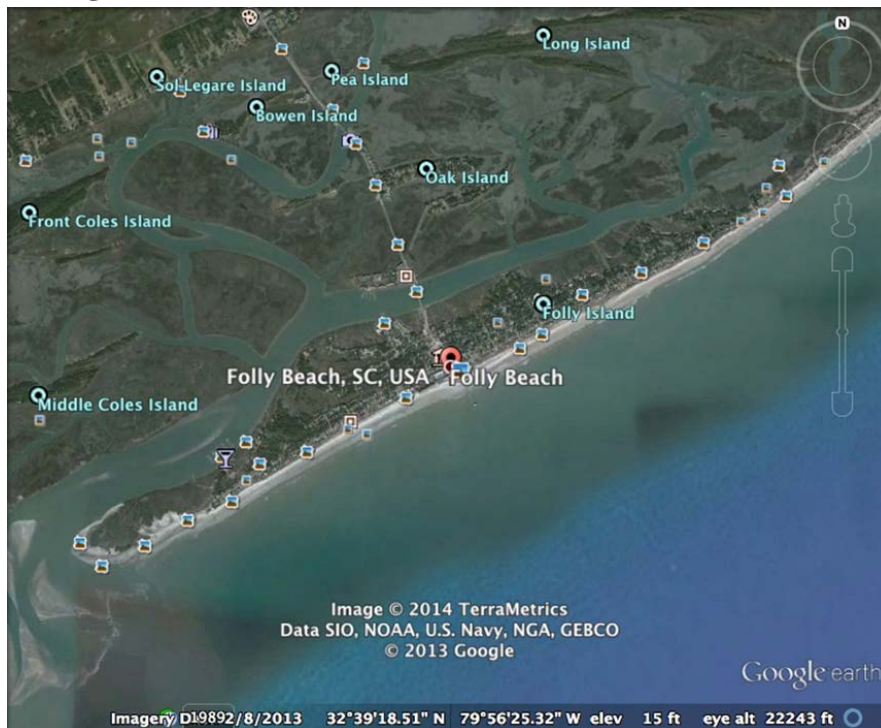 N
Long Island
Sol Legare Island
Pea Island
Bowen Island
Oak Island
Front Coles Island
Folly Island
Folly Beach, SC, USA
Folly Beach
Middle Coles Island
Image © 2014 TerraMetrics
Data SIO, NOAA, U.S. Navy, NGA, GEBCO
© 2013 Google
Google earth
1989 2/8/2013 32°39'18.51" N 79°56'25.32" W elev 15 ft eye alt 22243 ft